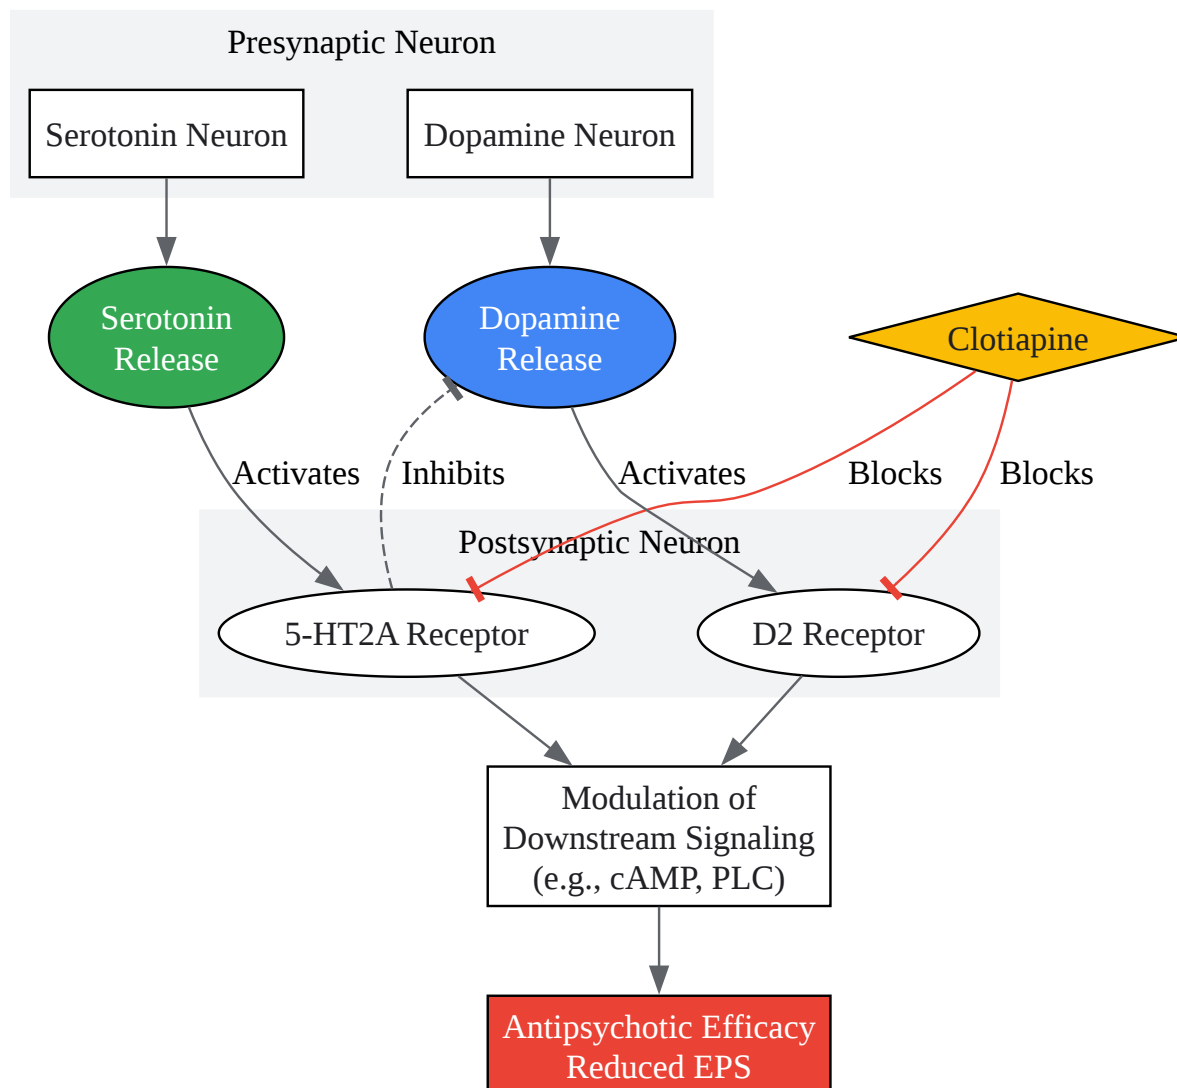 Presynaptic Neuron
Serotonin Neuron
Dopamine Neuron
Serotonin
Release
Dopamine
Release
Clotiapine
Activates
Inhibits
Activates
Blocks
Blocks
Postsynaptic Neuron
5-HT2A Receptor
D2 Receptor
Modulation of
Downstream Signaling
(e.g., cAMP, PLC)
Antipsychotic Efficacy
Reduced EPS